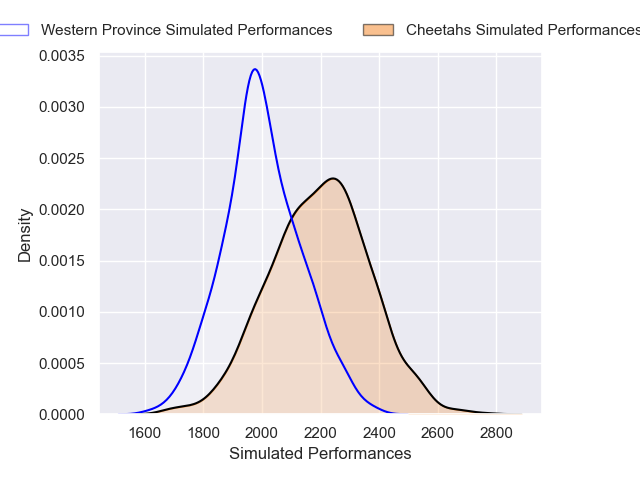 Western Province Simulated Performances
Cheetahs Simulated Performances
0.0035
0.0030
0.0025
0.0020
0.0015
0.0010
0.0005
0.0000
Density
1600 1800 2000 2200 2400 2600 2800
Simulated Performances